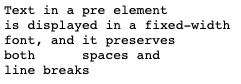 Text in a pre element
is displayed in a fixed-width
font, and it preserves
both      spaces and
line breaks